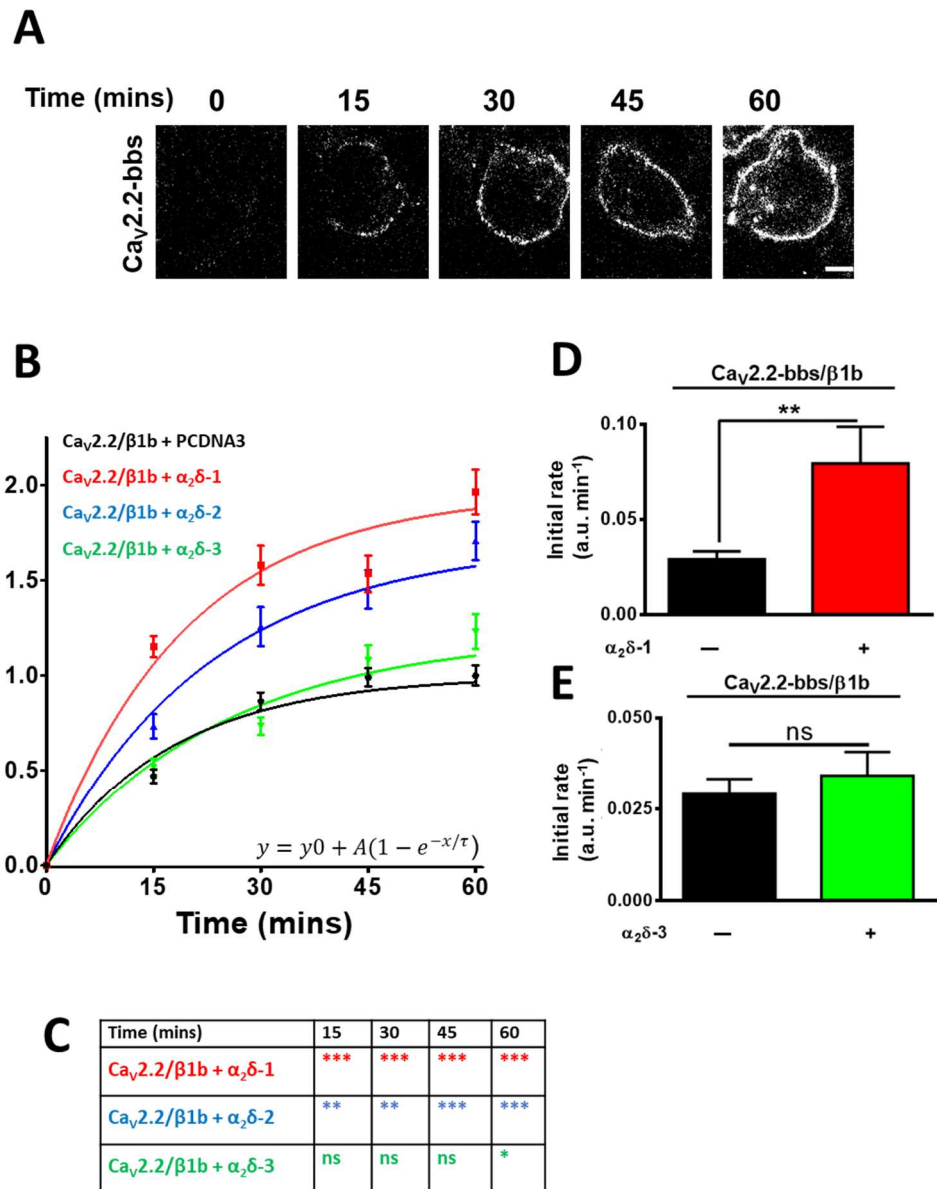 A
Time (mins) 0 15 30 45 60
Caᵥ2.2-bbs
B
Caᵥ2.2/β1b + PCDNA3
Caᵥ2.2/β1b + α₂δ-1
Caᵥ2.2/β1b + α₂δ-2
Caᵥ2.2/β1b + α₂δ-3
2.0
1.5
1.0
0.5
0.0
y = y0 + A(1 − e^{−x/τ})
0 15 30 45 60
Time (mins)
D
Caᵥ2.2-bbs/β1b
**
0.10
0.05
0.00
Initial rate
(a.u. min⁻¹)
α₂δ-1 — +
E
Caᵥ2.2-bbs/β1b
ns
0.050
0.025
0.000
Initial rate
(a.u. min⁻¹)
α₂δ-3 — +
C
Time (mins) 15 30 45 60
Caᵥ2.2/β1b + α₂δ-1 *** *** *** ***
Caᵥ2.2/β1b + α₂δ-2 ** ** *** ***
Caᵥ2.2/β1b + α₂δ-3 ns ns ns *